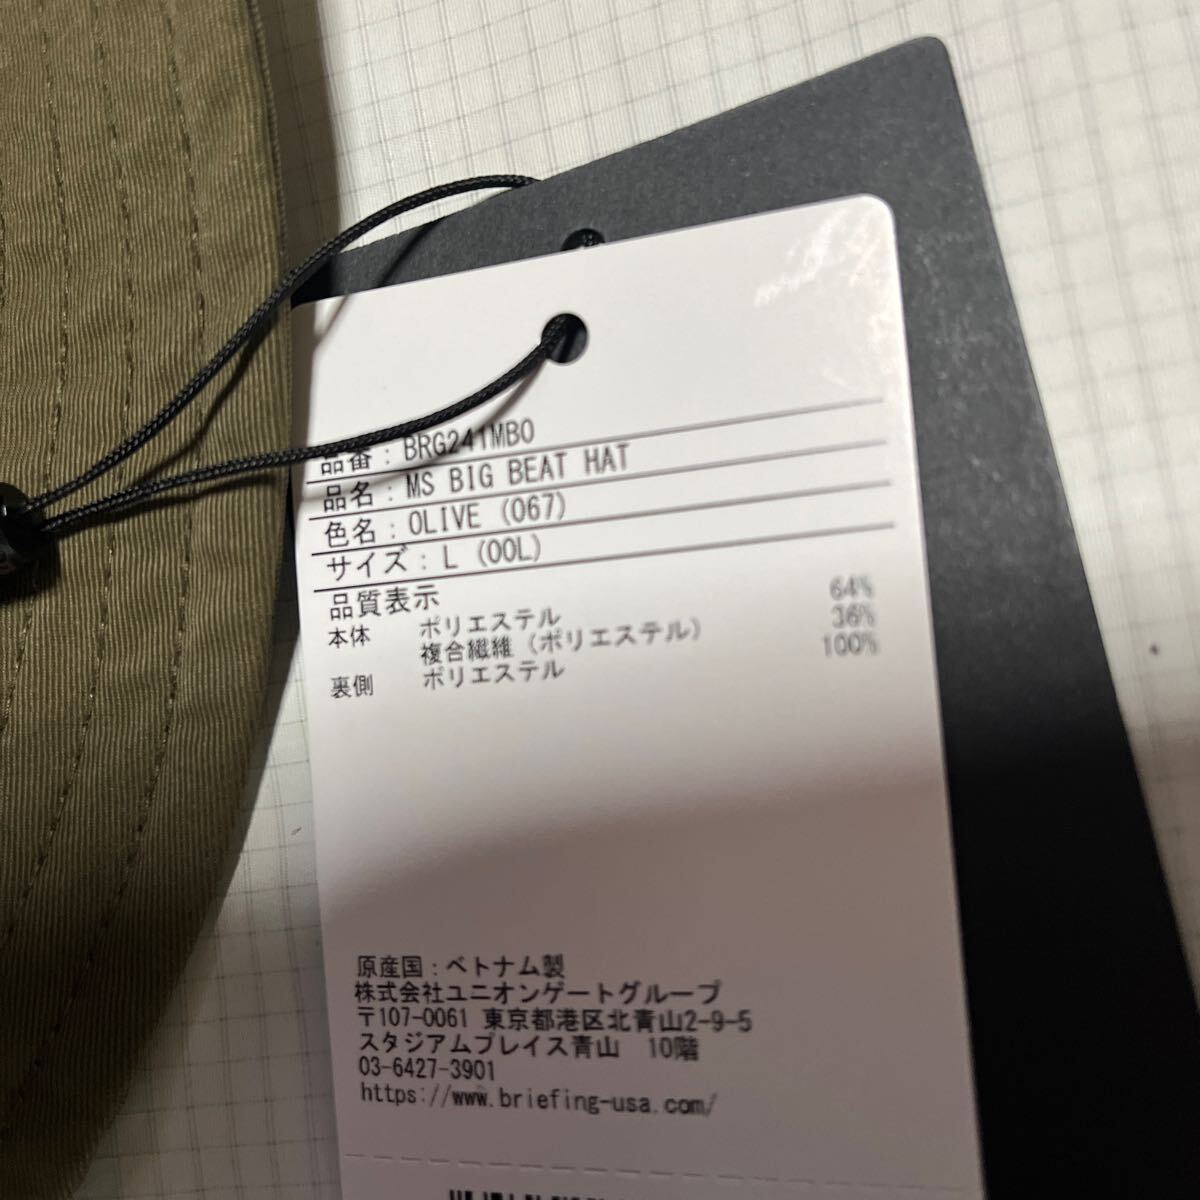 品番：BRG241MB0
品名：MS BIG BEAT HAT
色名：OLIVE (067)
サイズ：L (00L)
品質表示
本体 ポリエステル 64%
複合繊維（ポリエステル） 36%
裏側 ポリエステル 100%
原産国：ベトナム製
株式会社ユニオンゲートグループ
〒107-0061 東京都港区北青山2-9-5
スタジアムプレイス青山 10階
03-6427-3901
https://www.briefing-usa.com/